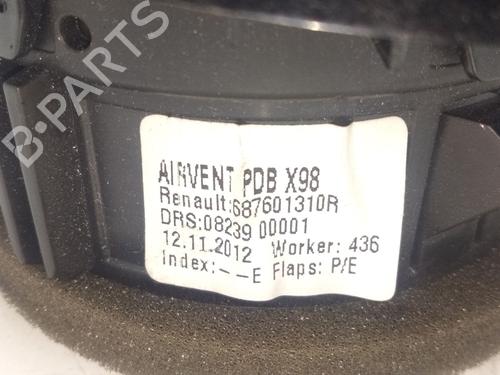 B-PARTS
AIRVENT PDB X98
Renault:687601310R
DRS:08239 00001
12.11.2012 Worker: 436
Index:--E Flaps: P/E